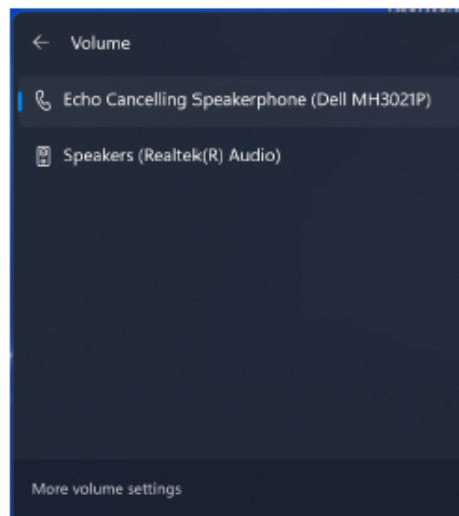 Volume
Echo Cancelling Speakerphone (Dell MH3021P)
Speakers (Realtek(R) Audio)
More volume settings